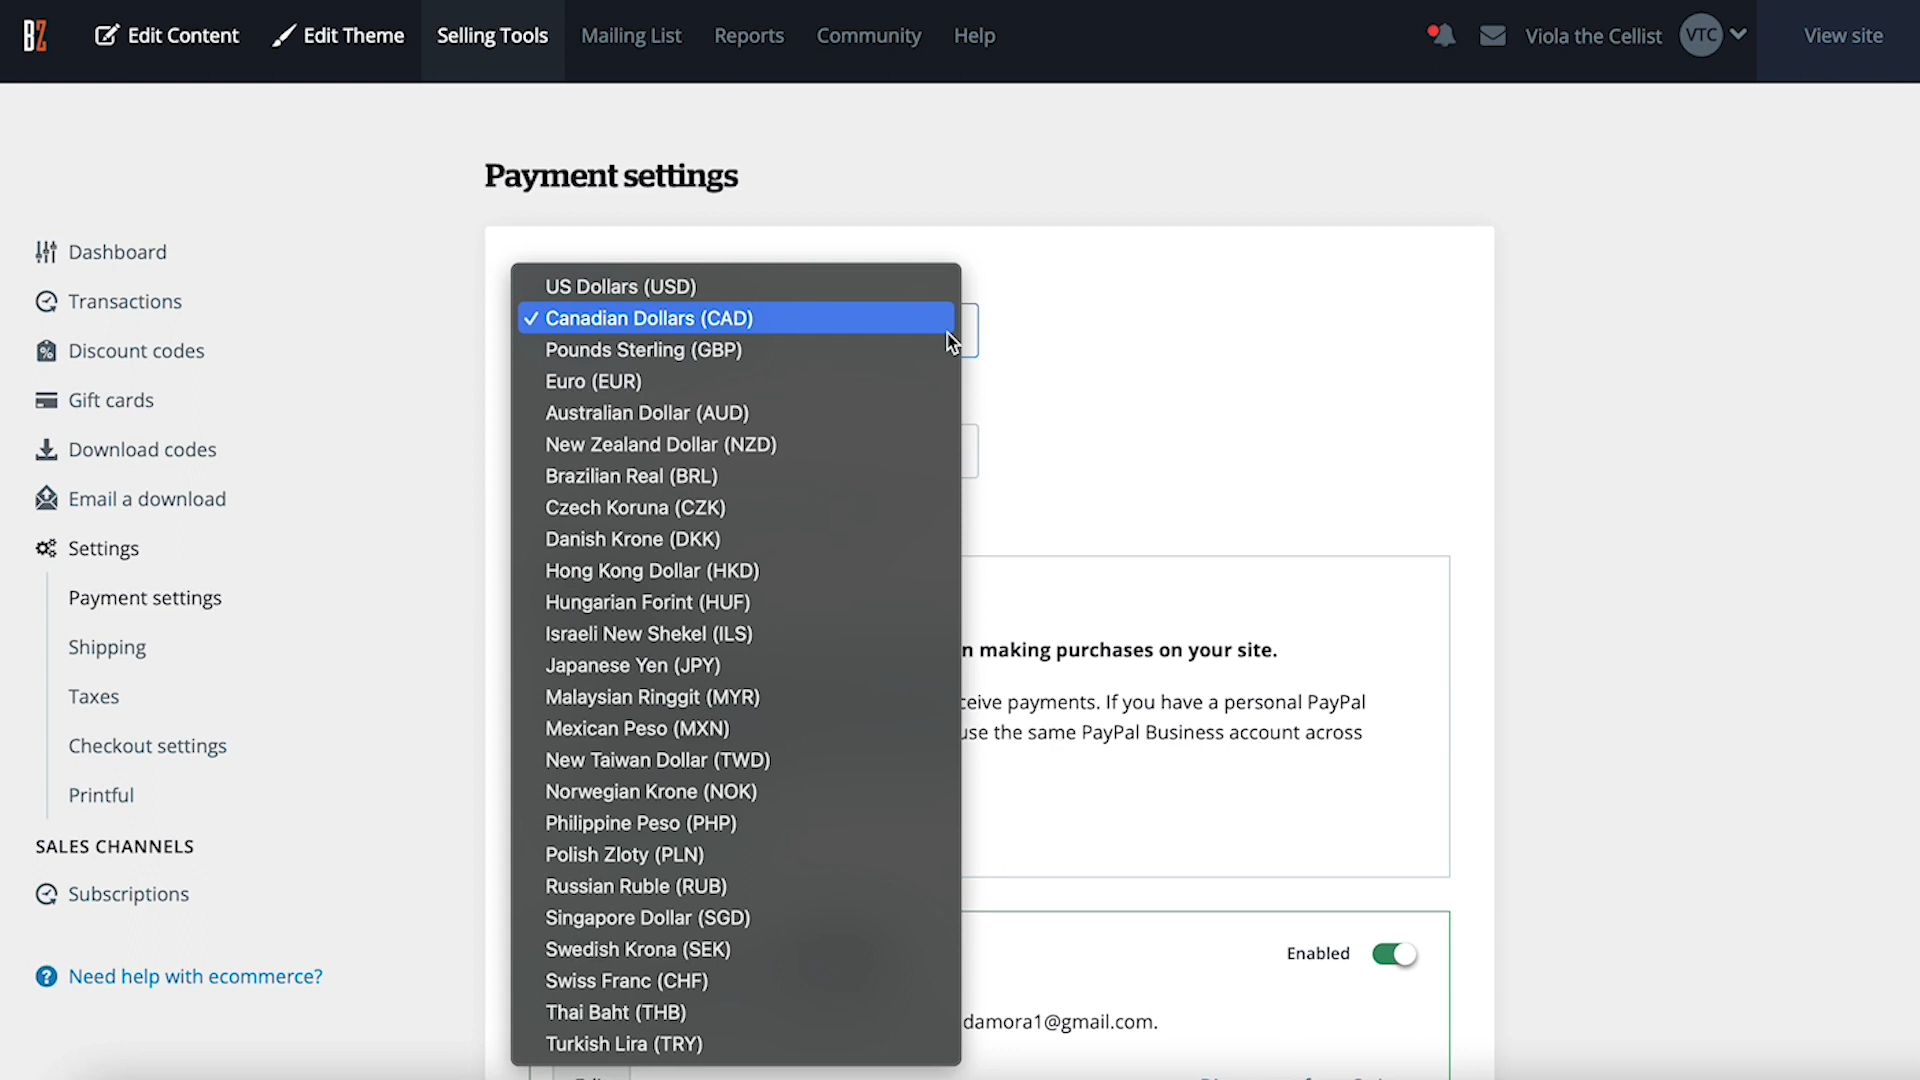 BZ
Edit Content
Edit Theme
Selling Tools
Mailing List
Reports
Community
Help
Viola the Cellist
VTC
View site
Payment settings
Dashboard
Transactions
Discount codes
Gift cards
Download codes
Email a download
Settings
Payment settings
Shipping
Taxes
Checkout settings
Printful
SALES CHANNELS
Subscriptions
Need help with ecommerce?
US Dollars (USD)
✓ Canadian Dollars (CAD)
Pounds Sterling (GBP)
Euro (EUR)
Australian Dollar (AUD)
New Zealand Dollar (NZD)
Brazilian Real (BRL)
Czech Koruna (CZK)
Danish Krone (DKK)
Hong Kong Dollar (HKD)
Hungarian Forint (HUF)
Israeli New Shekel (ILS)
Japanese Yen (JPY)
Malaysian Ringgit (MYR)
Mexican Peso (MXN)
New Taiwan Dollar (TWD)
Norwegian Krone (NOK)
Philippine Peso (PHP)
Polish Zloty (PLN)
Russian Ruble (RUB)
Singapore Dollar (SGD)
Swedish Krona (SEK)
Swiss Franc (CHF)
Thai Baht (THB)
Turkish Lira (TRY)
n making purchases on your site.
ceive payments. If you have a personal PayPal
use the same PayPal Business account across
Enabled
damora1@gmail.com.